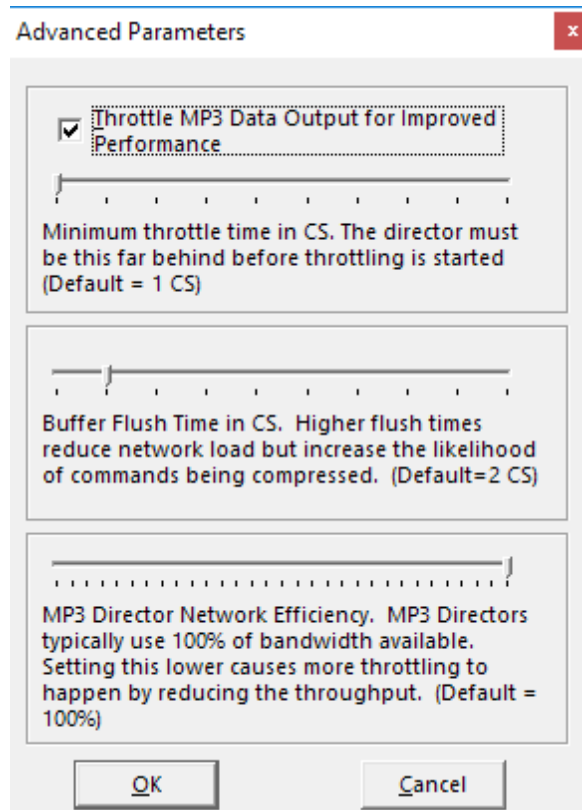 Advanced Parameters
x
Throttle MP3 Data Output for Improved
Performance
Minimum throttle time in CS. The director must
be this far behind before throttling is started
(Default = 1 CS)
Buffer Flush Time in CS.  Higher flush times
reduce network load but increase the likelihood
of commands being compressed.  (Default=2 CS)
MP3 Director Network Efficiency.  MP3 Directors
typically use 100% of bandwidth available.
Setting this lower causes more throttling to
happen by reducing the throughput.  (Default =
100%)
OK
Cancel